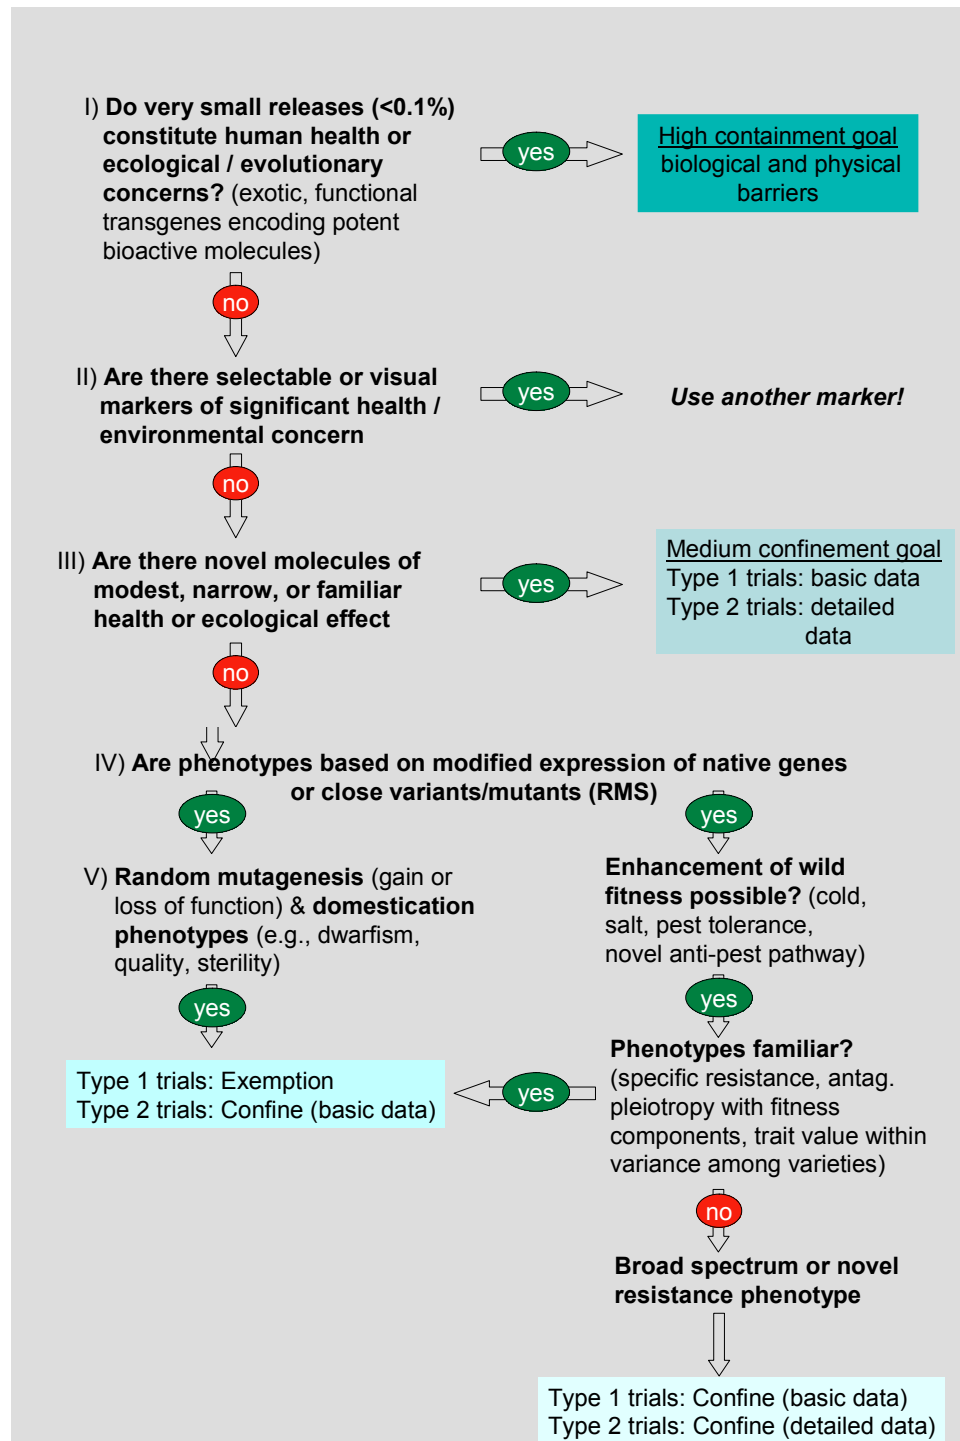 I) Do very small releases (<0.1%)
constitute human health or
ecological / evolutionary
concerns? (exotic, functional
transgenes encoding potent
bioactive molecules)
yes
High containment goal
biological and physical
barriers
no
II) Are there selectable or visual
markers of significant health /
environmental concern
yes
Use another marker!
no
III) Are there novel molecules of
modest, narrow, or familiar
health or ecological effect
yes
Medium confinement goal
Type 1 trials: basic data
Type 2 trials: detailed
data
no
IV) Are phenotypes based on modified expression of native genes
or close variants/mutants (RMS)
yes
yes
V) Random mutagenesis (gain or
loss of function) & domestication
phenotypes (e.g., dwarfism,
quality, sterility)
Enhancement of wild
fitness possible? (cold,
salt, pest tolerance,
novel anti-pest pathway)
yes
yes
Type 1 trials: Exemption
Type 2 trials: Confine (basic data)
yes
Phenotypes familiar?
(specific resistance, antag.
pleiotropy with fitness
components, trait value within
variance among varieties)
no
Broad spectrum or novel
resistance phenotype
Type 1 trials: Confine (basic data)
Type 2 trials: Confine (detailed data)